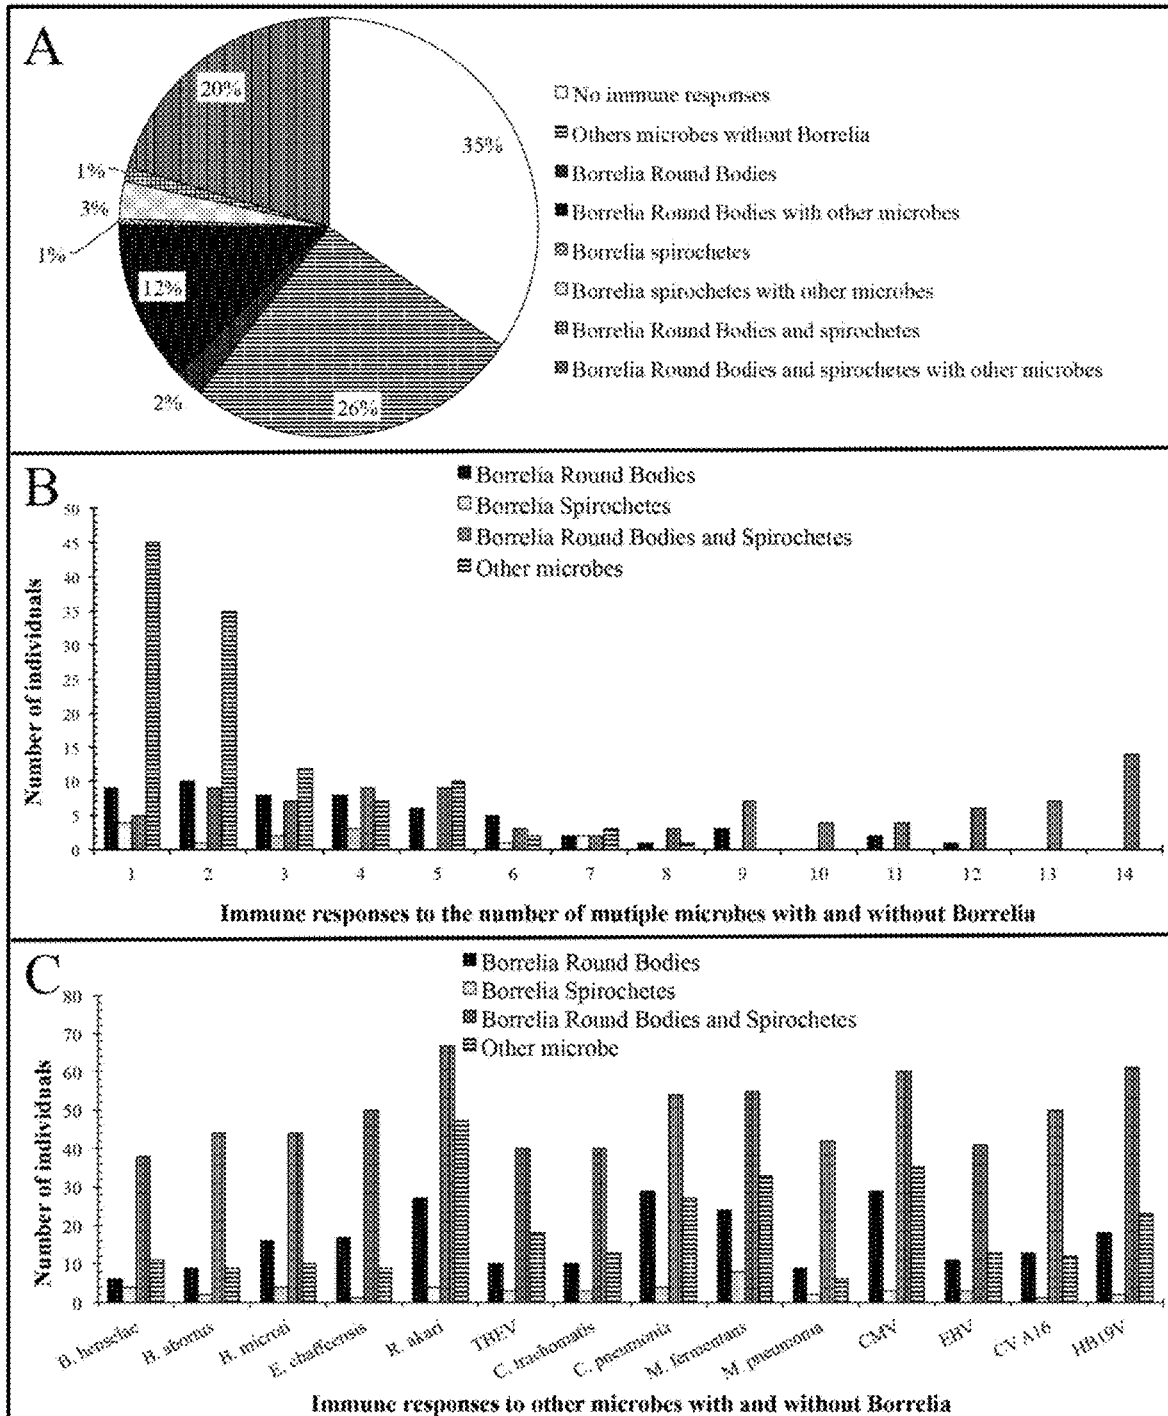 A
20%
35%
1%
3%
1%
12%
2%
26%
No immune responses
Others microbes without Borrelia
Borrelia Round Bodies
Borrelia Round Bodies with other microbes
Borrelia spirochetes
Borrelia spirochetes with other microbes
Borrelia Round Bodies and spirochetes
Borrelia Round Bodies and spirochetes with other microbes
B
Borrelia Round Bodies
Borrelia Spirochetes
Borrelia Round Bodies and Spirochetes
Other microbes
Number of individuals
50
45
40
35
30
25
20
15
10
5
0
1 2 3 4 5 6 7 8 9 10 11 12 13 14
Immune responses to the number of mutiple microbes with and without Borrelia
C
Borrelia Round Bodies
Borrelia Spirochetes
Borrelia Round Bodies and Spirochetes
Other microbe
Number of individuals
80
70
60
50
40
30
20
10
0
B. henselae B. abortus B. microti E. chaffeensis R. akari TBEV C. trachomatis C. pneumonia M. fermentans M. pneumonia CMV EBV CV A16 HB19V
Immune responses to other microbes with and without Borrelia